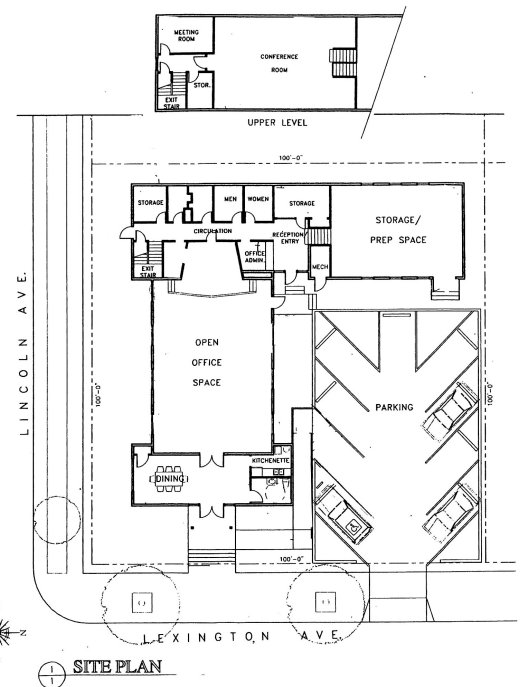 MEETING
ROOM
CONFERENCE
ROOM
STOR.
EXIT
STAIR
UPPER LEVEL
100'-0"
STORAGE
MEN
WOMEN
STORAGE
STORAGE/
PREP SPACE
CIRCULATION
RECEPTION
ENTRY
OFFICE
ADMIN.
MECH
EXIT
STAIR
LINCOLN AVE.
100'-0"
OPEN
OFFICE
SPACE
PARKING
100'-0"
KITCHENETTE
DINING
100'-0"
LEXINGTON AVE.
N
1
1
SITE PLAN